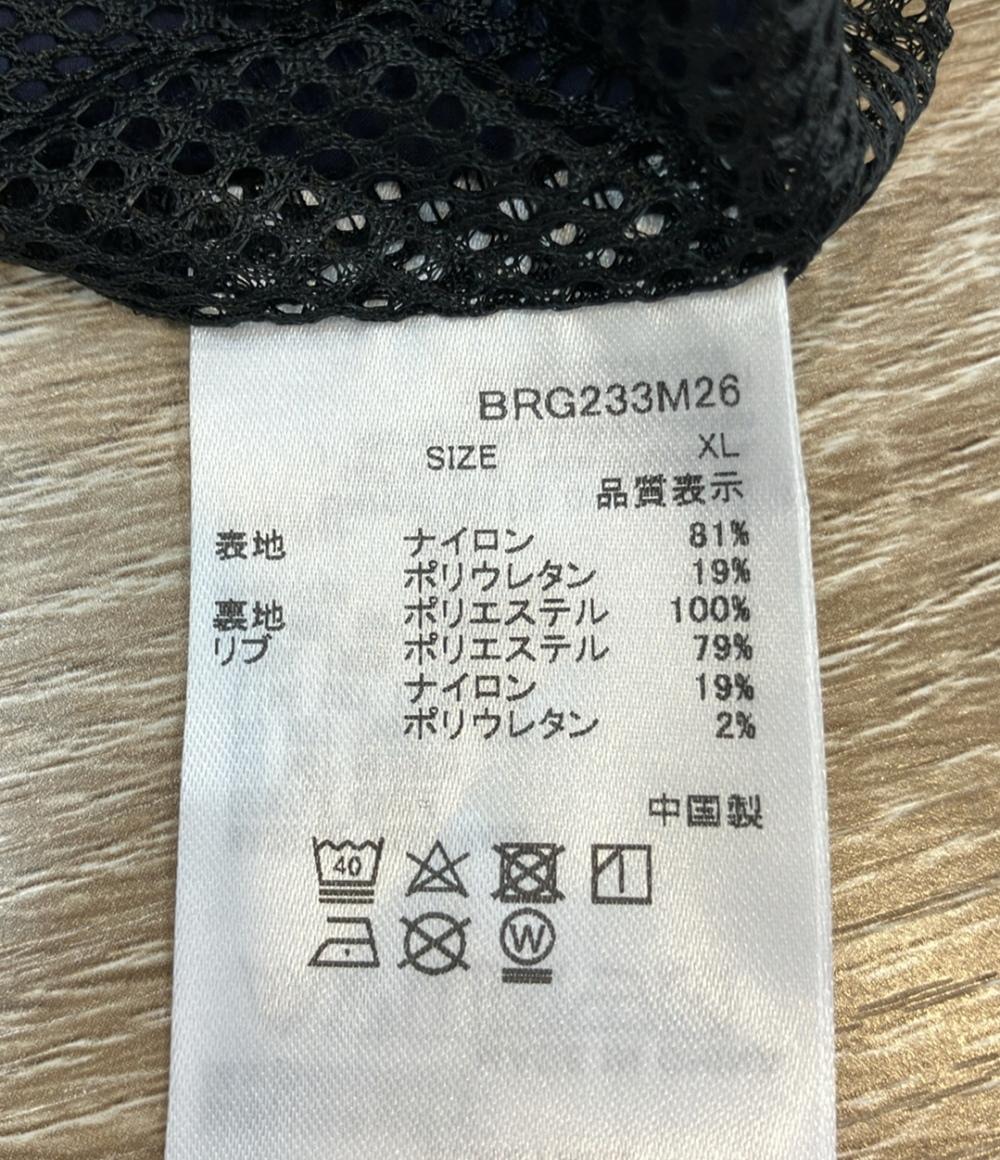 BRG233M26
SIZE XL
品質表示
表地 ナイロン 81%
ポリウレタン 19%
裏地 ポリエステル 100%
リブ ポリエステル 79%
ナイロン 19%
ポリウレタン 2%
中国製
40
W